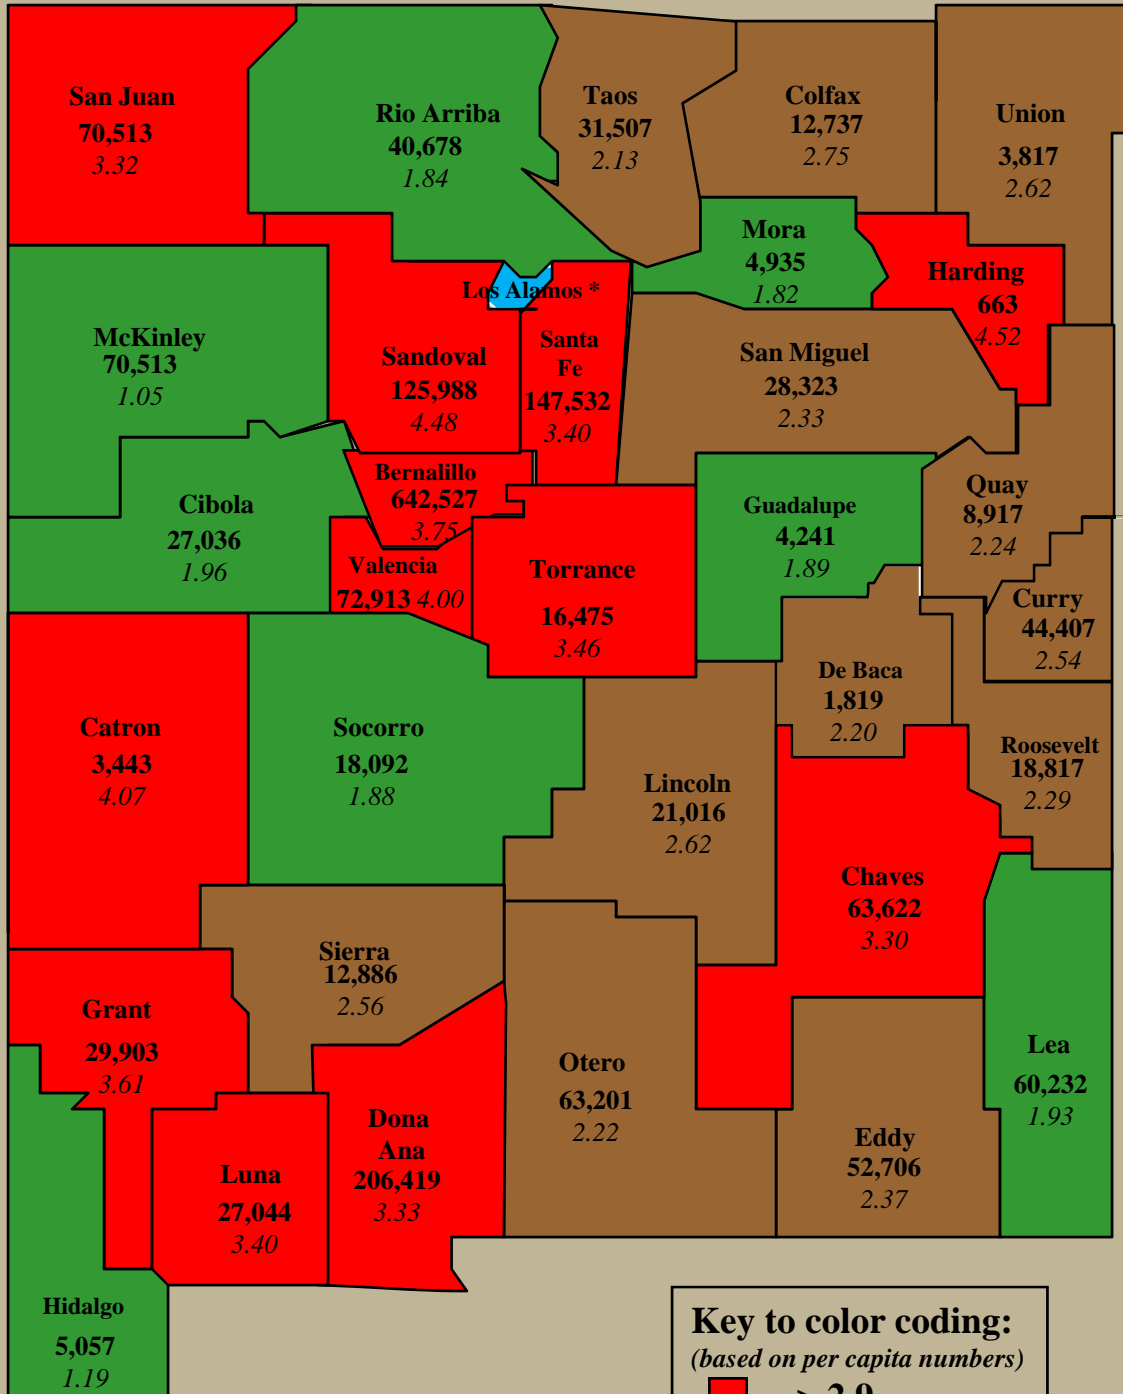 San Juan
70,513
3.32
Rio Arriba
40,678
1.84
Taos
31,507
2.13
Colfax
12,737
2.75
Union
3,817
2.62
Mora
4,935
1.82
Harding
663
4.52
Los Alamos *
McKinley
70,513
1.05
Sandoval
125,988
4.48
Santa
Fe
147,532
3.40
San Miguel
28,323
2.33
Cibola
27,036
1.96
Bernalillo
642,527
3.75
Valencia
72,913 4.00
Torrance
16,475
3.46
Guadalupe
4,241
1.89
Quay
8,917
2.24
Curry
44,407
2.54
De Baca
1,819
2.20
Roosevelt
18,817
2.29
Catron
3,443
4.07
Socorro
18,092
1.88
Lincoln
21,016
2.62
Chaves
63,622
3.30
Sierra
12,886
2.56
Grant
29,903
3.61
Otero
63,201
2.22
Lea
60,232
1.93
Dona
Ana
206,419
3.33
Eddy
52,706
2.37
Luna
27,044
3.40
Hidalgo
5,057
1.19
Key to color coding:
(based on per capita numbers)
> 2.9